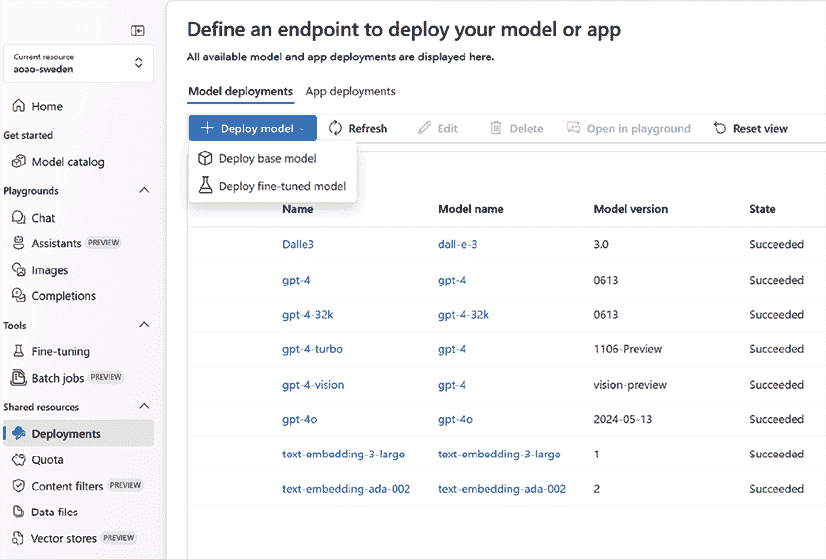 Current resource
aoao-sweden
Home
Get started
Model catalog
Playgrounds
Chat
Assistants PREVIEW
Images
Completions
Tools
Fine-tuning
Batch jobs PREVIEW
Shared resources
Deployments
Quota
Content filters PREVIEW
Data files
Vector stores PREVIEW
Define an endpoint to deploy your model or app
All available model and app deployments are displayed here.
Model deployments App deployments
Deploy model Refresh Edit Delete Open in playground Reset view
Deploy base model
Deploy fine-tuned model
Name Model name Model version State
Dalle3 dall-e-3 3.0 Succeeded
gpt-4 gpt-4 0613 Succeeded
gpt-4-32k gpt-4-32k 0613 Succeeded
gpt-4-turbo gpt-4 1106-Preview Succeeded
gpt-4-vision gpt-4 vision-preview Succeeded
gpt-4o gpt-4o 2024-05-13 Succeeded
text-embedding-3-large text-embedding-3-large 1 Succeeded
text-embedding-ada-002 text-embedding-ada-002 2 Succeeded